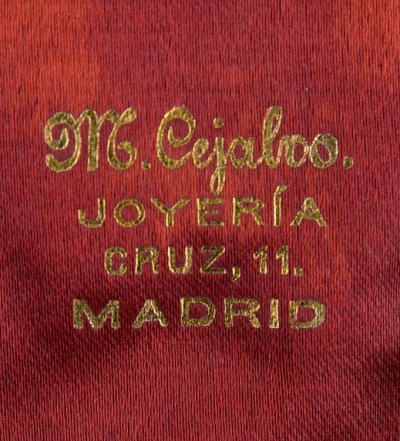 M. Cejalvo.
JOYERÍA
CRUZ, 11.
MADRID